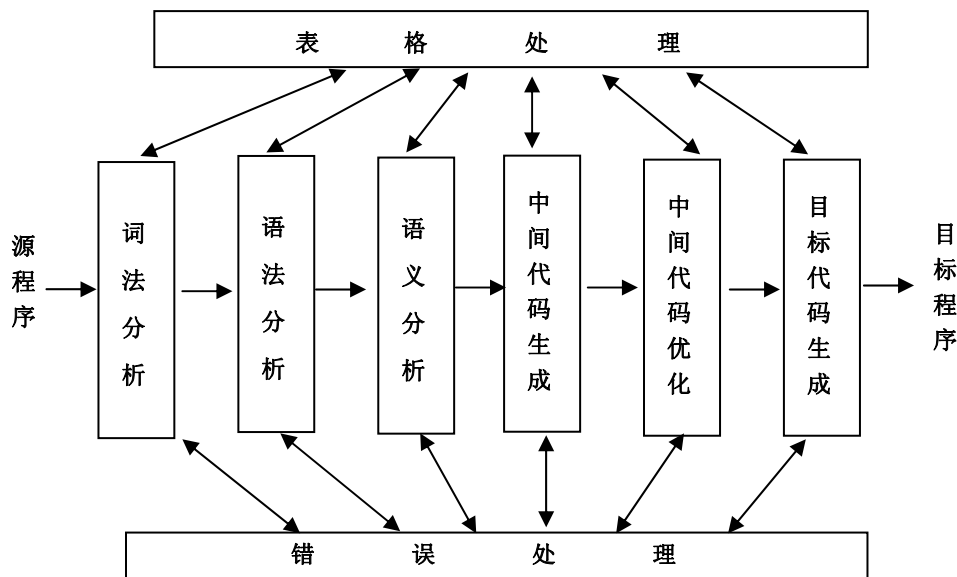 表格处理
源程序
词法分析
语法分析
语义分析
中间代码生成
中间代码优化
目标代码生成
目标程序
错误处理